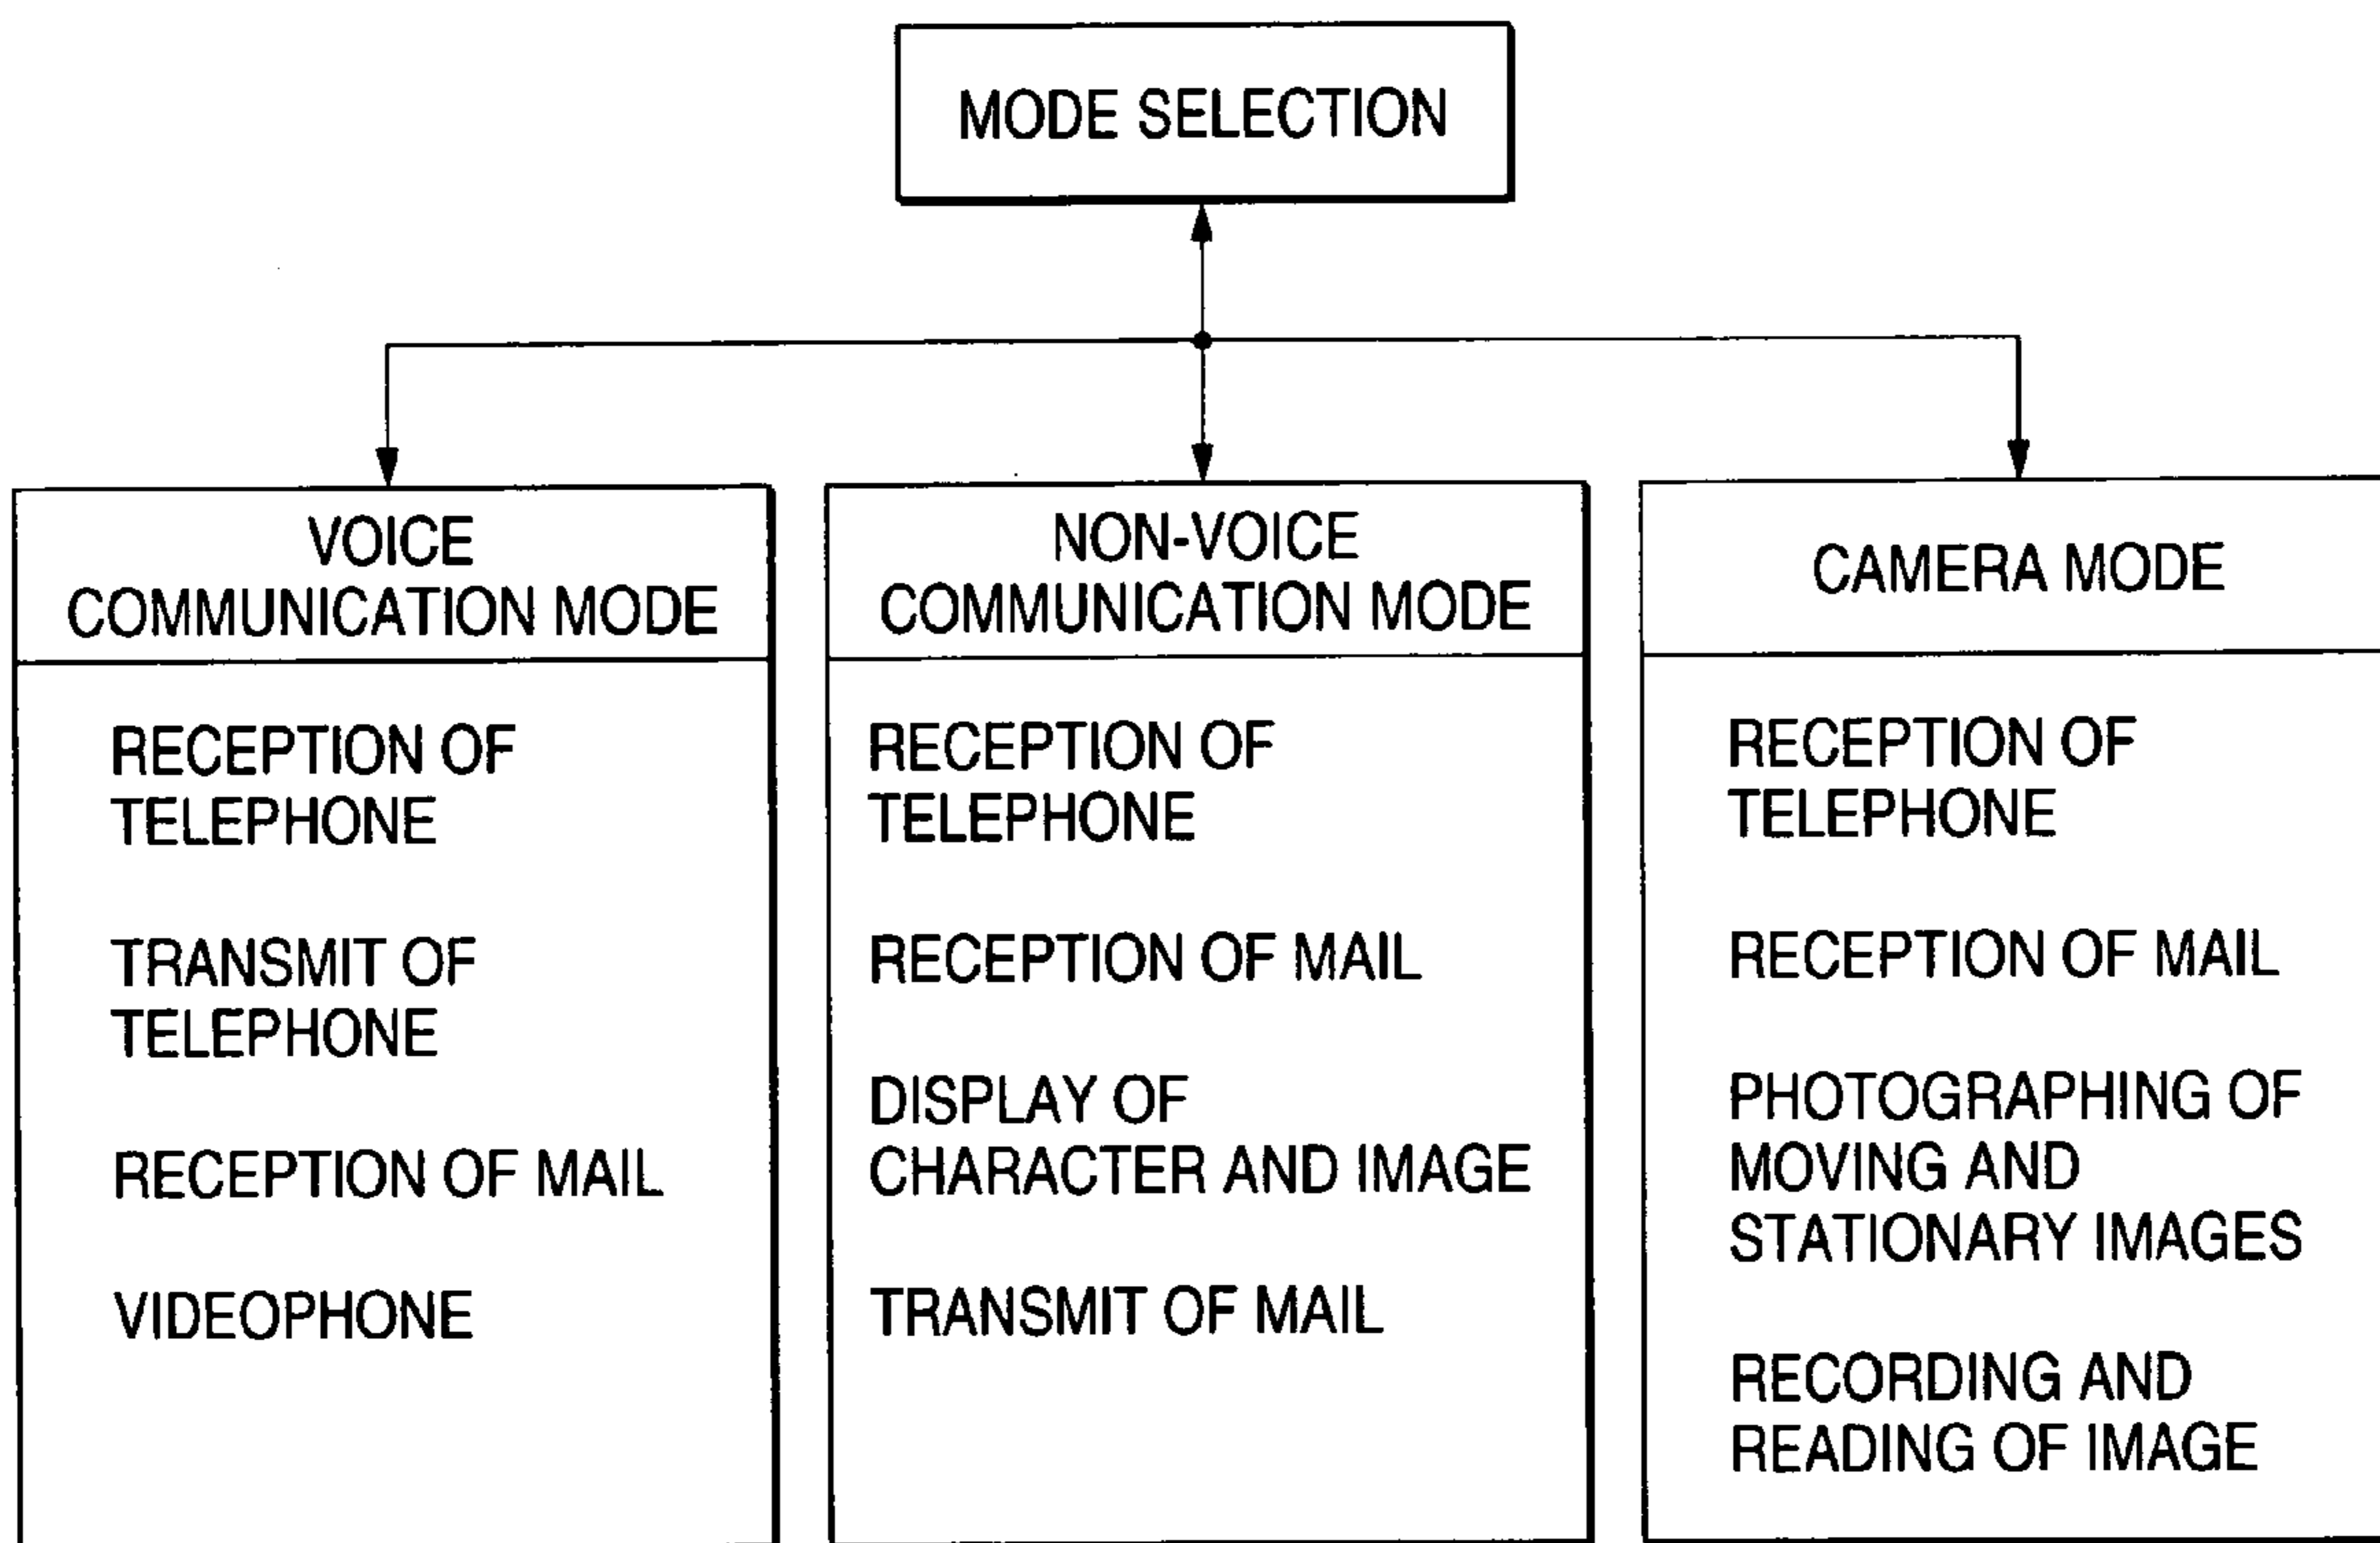 MODE SELECTION
VOICE
COMMUNICATION MODE
RECEPTION OF
TELEPHONE
TRANSMIT OF
TELEPHONE
RECEPTION OF MAIL
VIDEOPHONE
NON-VOICE
COMMUNICATION MODE
RECEPTION OF
TELEPHONE
RECEPTION OF MAIL
DISPLAY OF
CHARACTER AND IMAGE
TRANSMIT OF MAIL
CAMERA MODE
RECEPTION OF
TELEPHONE
RECEPTION OF MAIL
PHOTOGRAPHING OF
MOVING AND
STATIONARY IMAGES
RECORDING AND
READING OF IMAGE